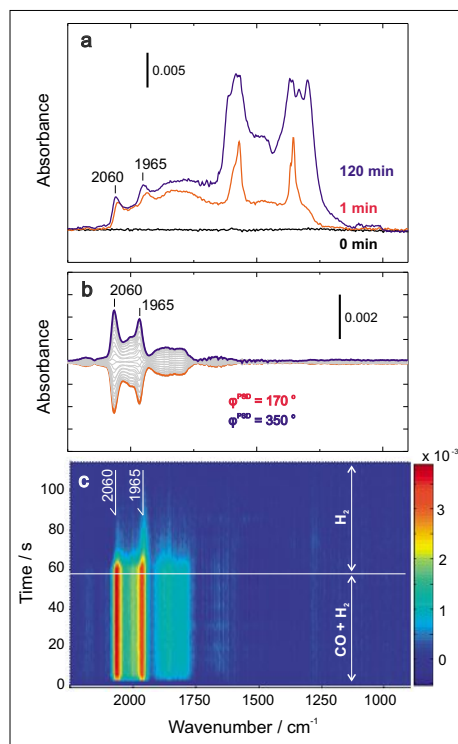 a
0.005
2060
1965
120 min
1 min
0 min
Absorbance
b
2060
1965
0.002
φPSD = 170 °
φPSD = 350 °
Absorbance
x 10-3
c
2060
1965
H2
CO + H2
100
80
60
40
20
0
Time / s
4
3
2
1
0
2000
1750
1500
1250
1000
Wavenumber / cm-1